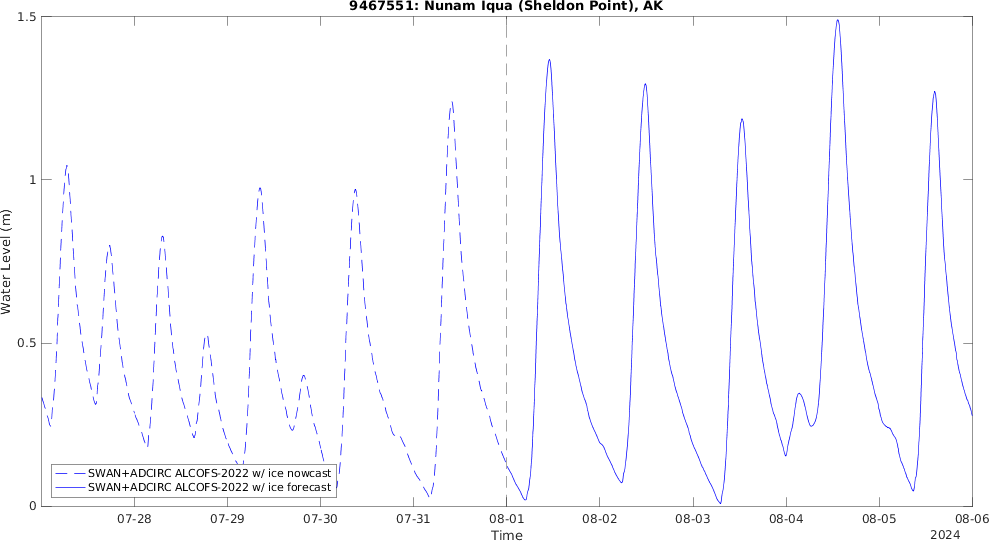 9467551: Nunam Iqua (Sheldon Point), AK
1.5
1
0.5
0
Water Level (m)
SWAN+ADCIRC ALCOFS-2022 w/ ice nowcast
SWAN+ADCIRC ALCOFS-2022 w/ ice forecast
07-28 07-29 07-30 07-31 08-01 08-02 08-03 08-04 08-05 08-06
Time
2024